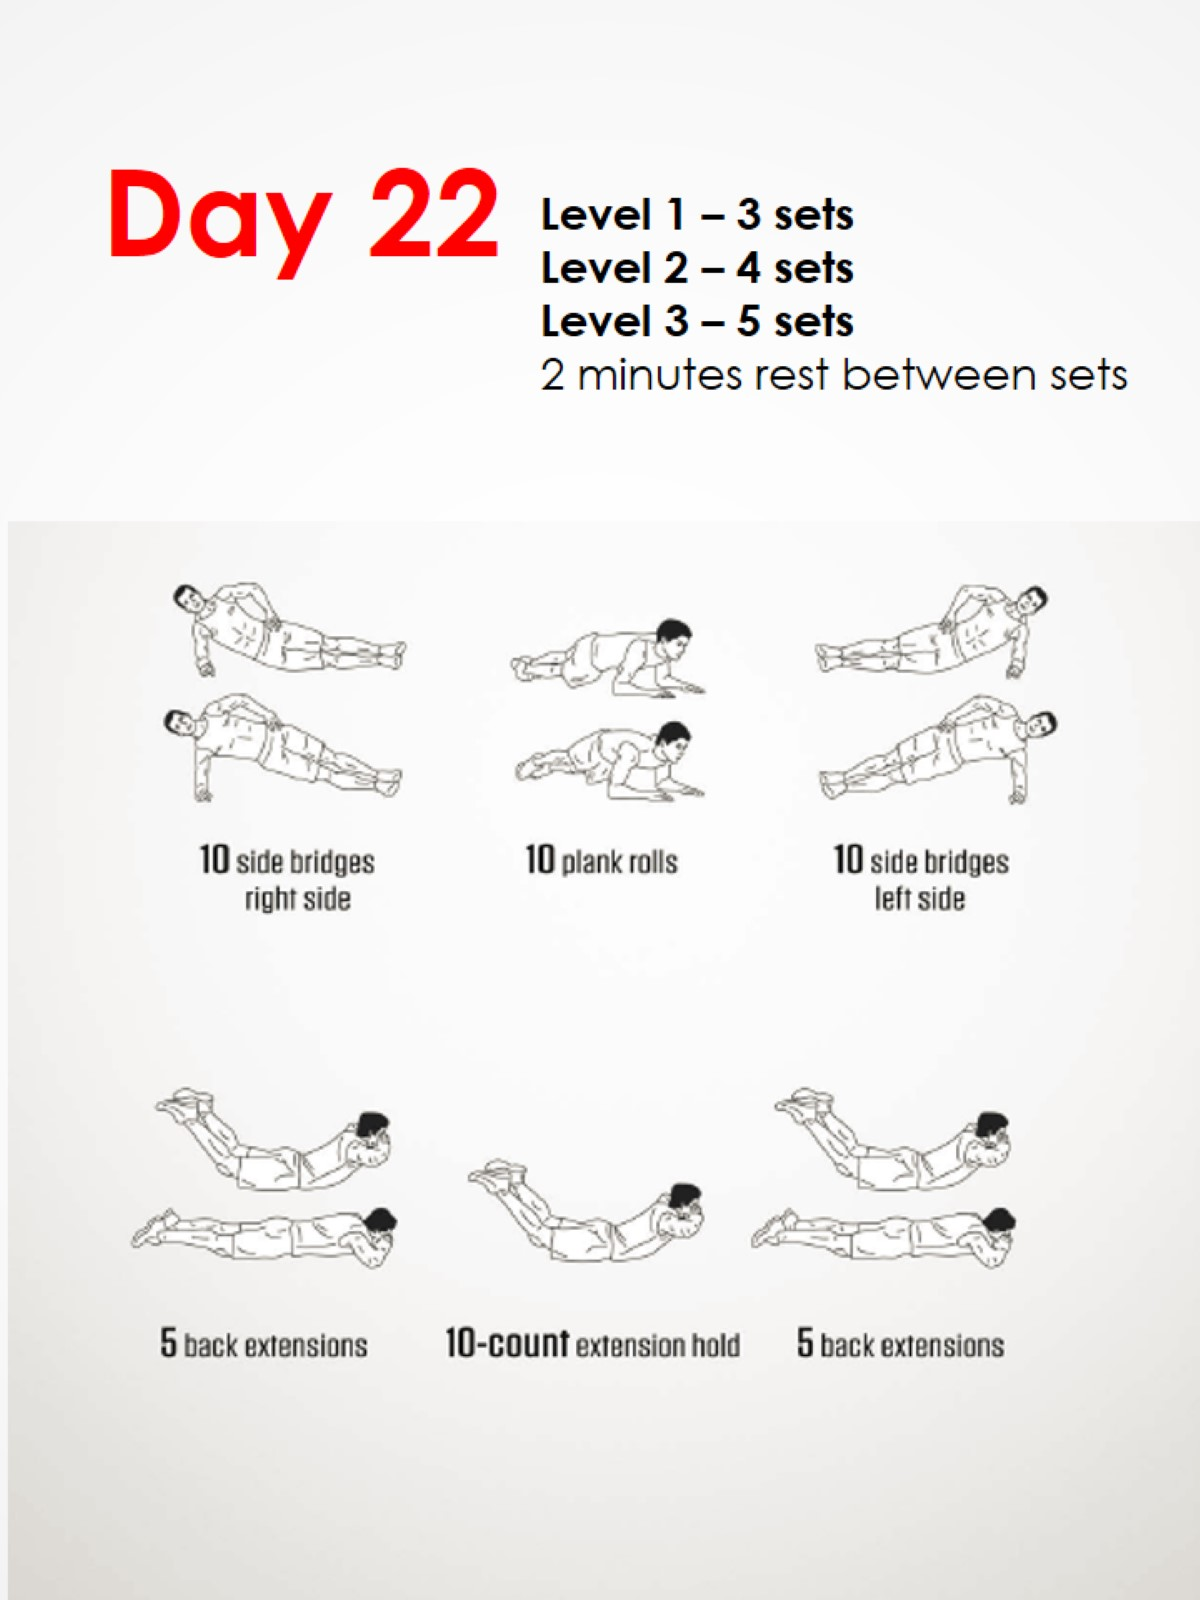 Day 22
Level 1 – 3 sets
Level 2 – 4 sets
Level 3 – 5 sets
2 minutes rest between sets
10 side bridges
right side
10 plank rolls
10 side bridges
left side
5 back extensions
10-count extension hold
5 back extensions